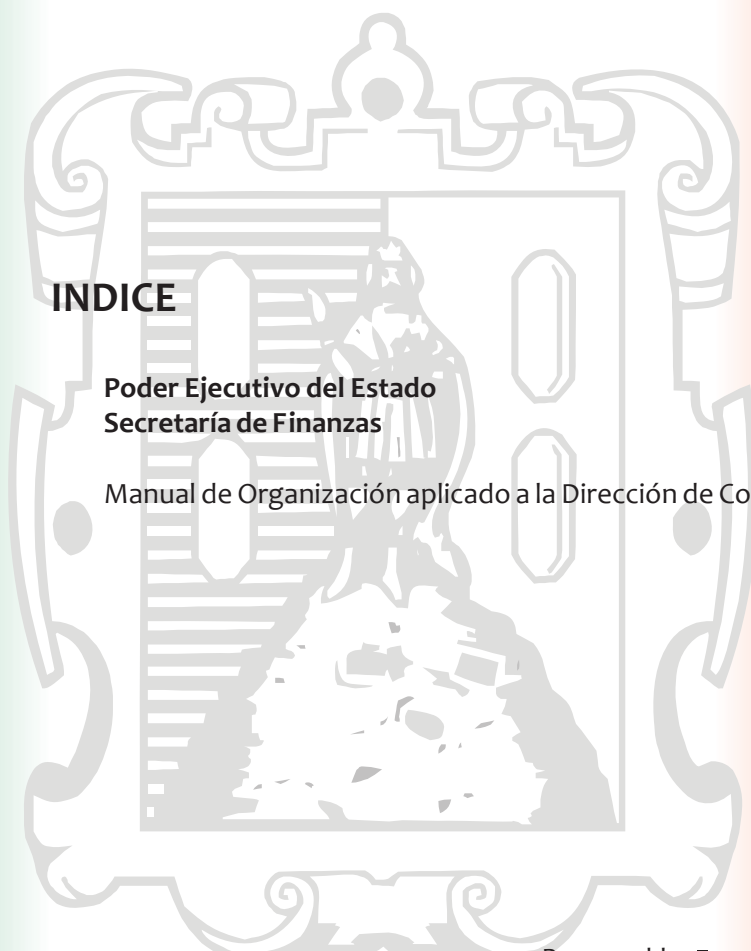 INDICE
Poder Ejecutivo del Estado
Secretaría de Finanzas
Manual de Organización aplicado a la Dirección de Co